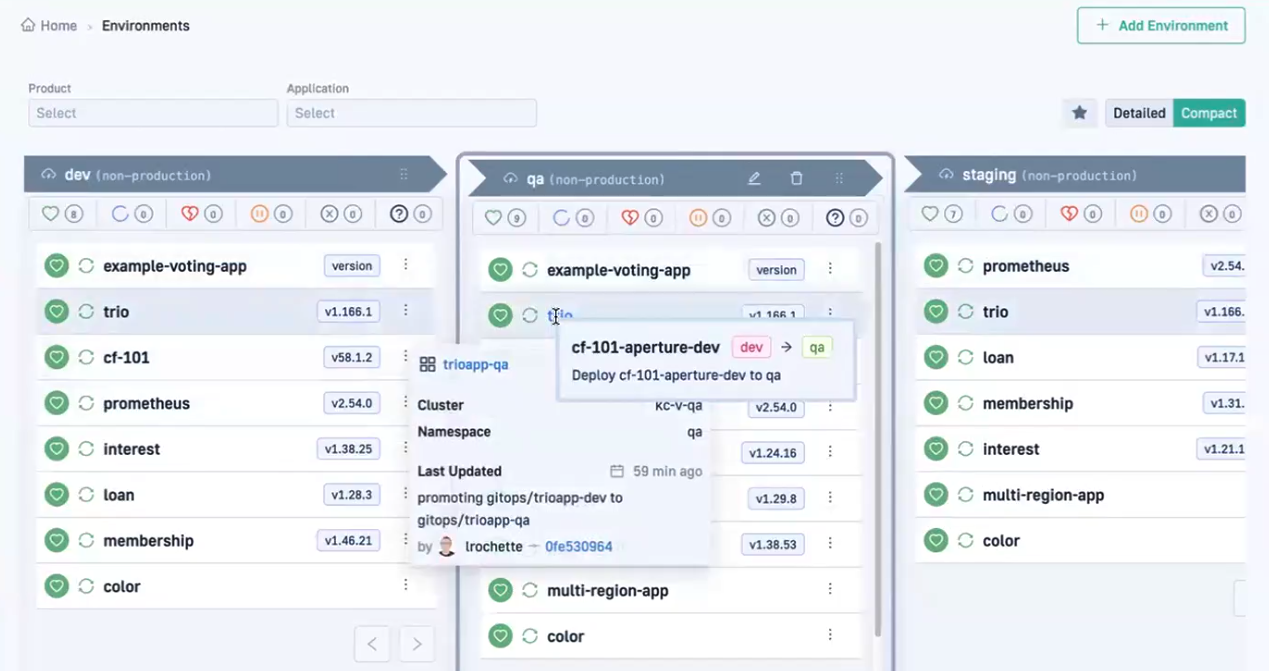 Home > Environments
+ Add Environment
Product
Application
Select
Select
Detailed
Compact
dev (non-production)
8 0 0 0 0 0
example-voting-app version
trio v1.166.1
cf-101 v58.1.2
prometheus v2.54.0
interest v1.38.25
loan v1.28.3
membership v1.46.21
color
< >
qa (non-production)
9 0 0 0 0 0
example-voting-app version
trio v1.166.1
cf-101-aperture-dev dev → qa
Deploy cf-101-aperture-dev to qa
trioapp-qa
Cluster kc-v-qa
Namespace qa
Last Updated 59 min ago
promoting gitops/trioapp-dev to
gitops/trioapp-qa
by lrochette – 0fe530964
v2.54.0
v1.24.16
v1.29.8
v1.38.53
multi-region-app
color
staging (non-production)
7 0 0 0 0
prometheus v2.54.
trio v1.166.
loan v1.17.1
membership v1.31.
interest v1.21.1
multi-region-app
color